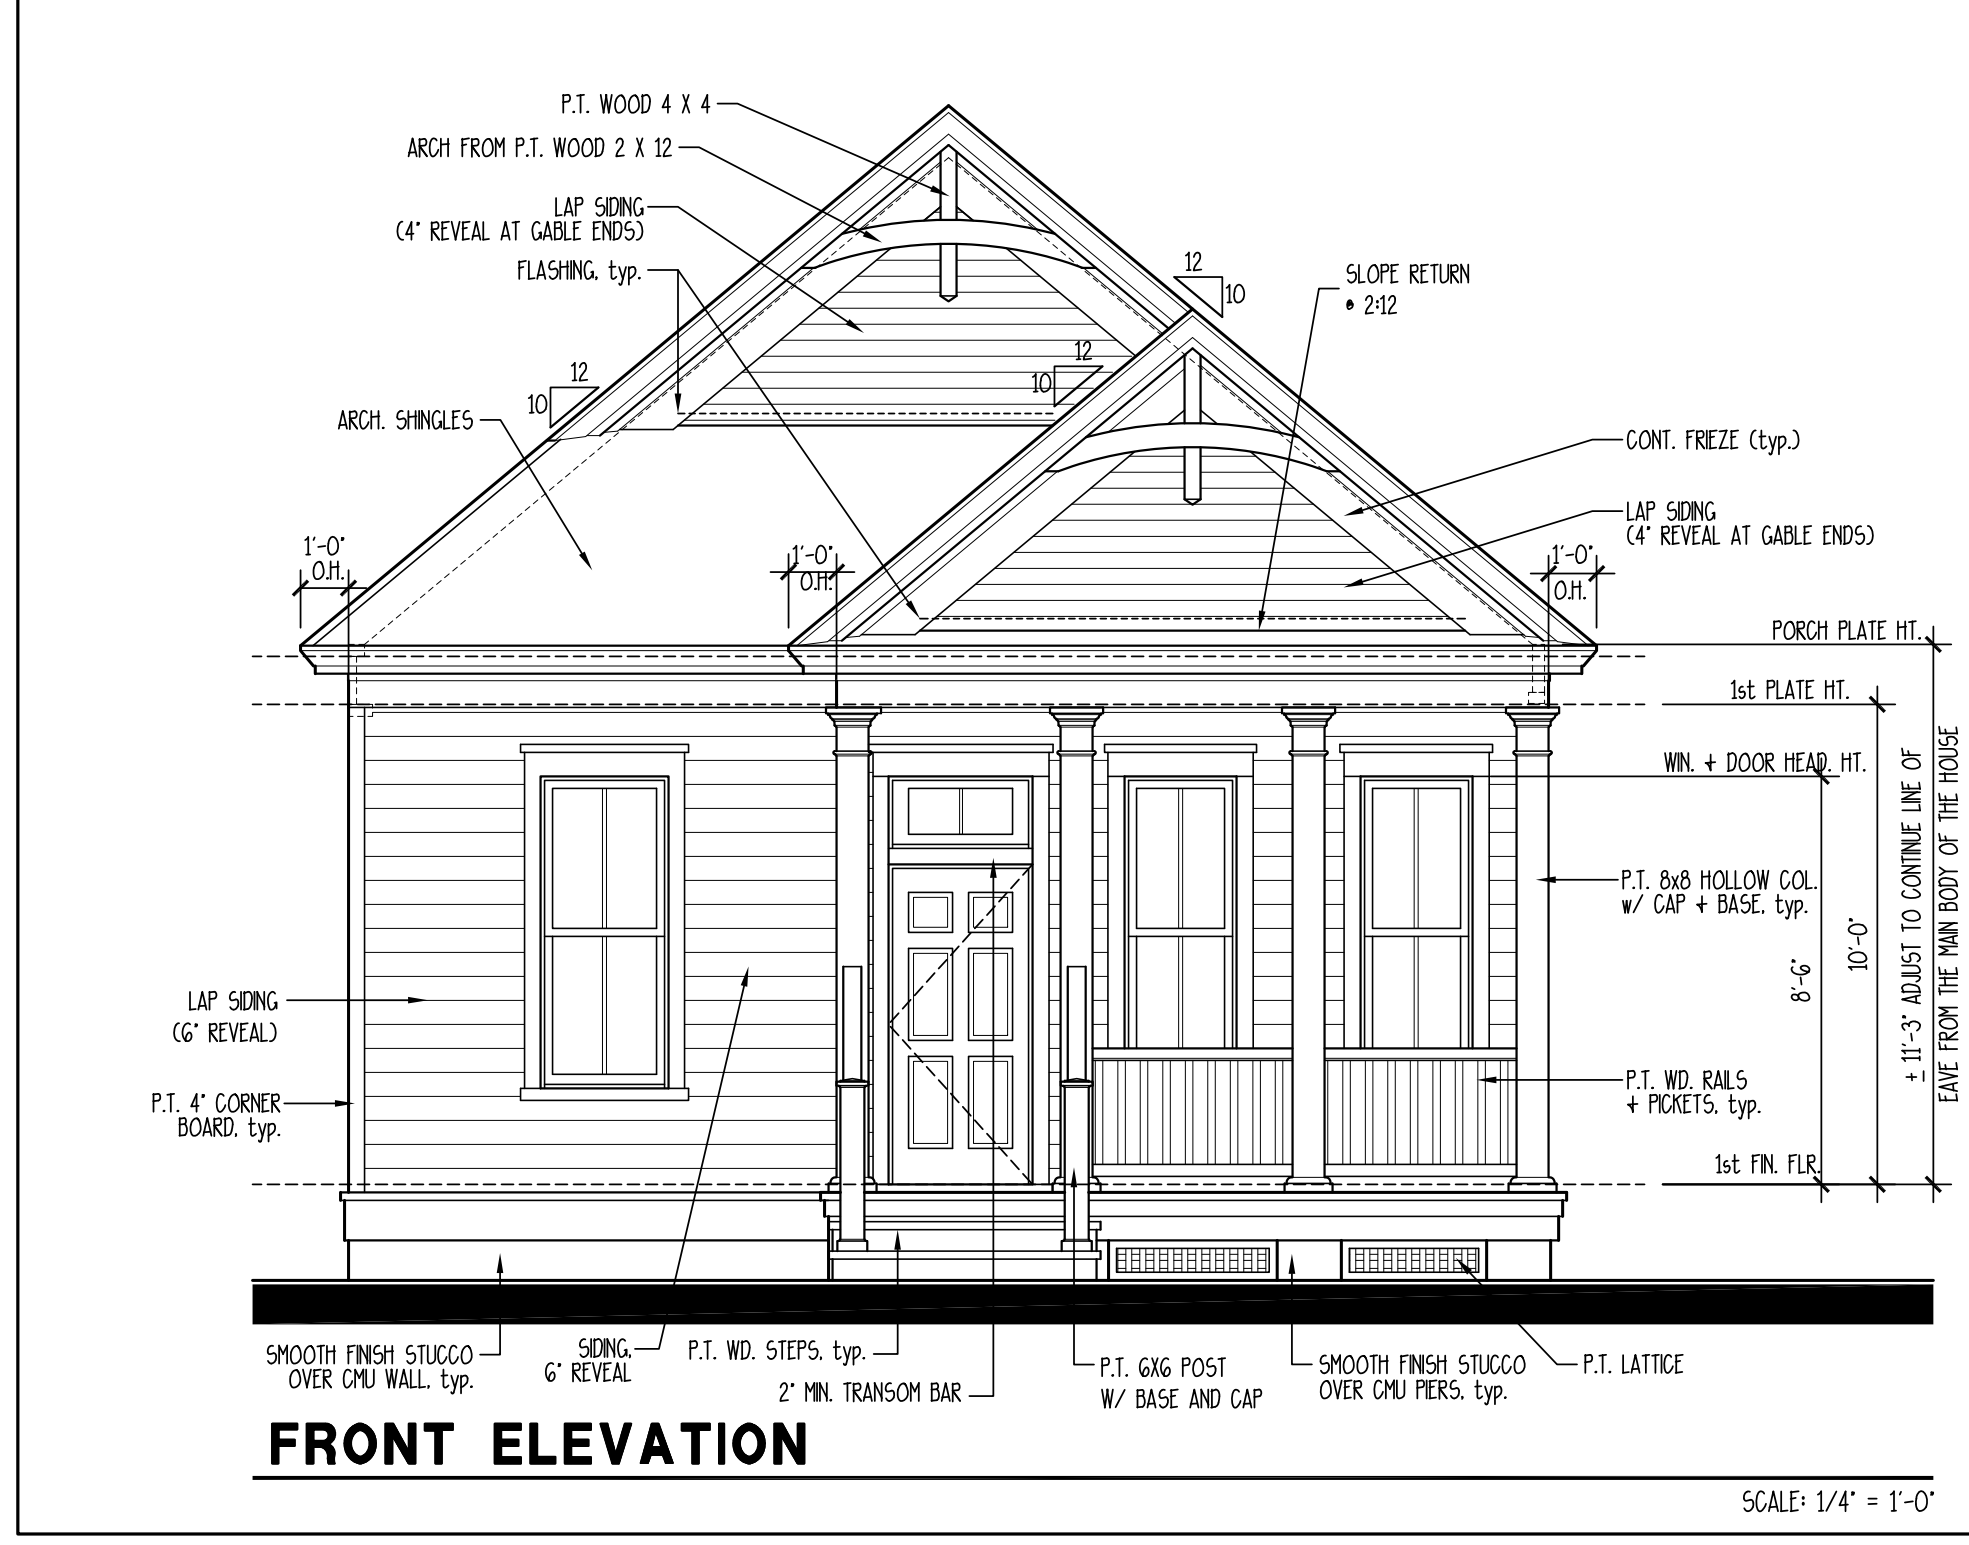 P.T. WOOD 4 X 4
ARCH FROM P.T. WOOD 2 X 12
LAP SIDING
(4" REVEAL AT GABLE ENDS)
FLASHING, typ.
12
10
SLOPE RETURN
@ 2:12
12
10
12
10
ARCH. SHINGLES
CONT. FRIEZE (typ.)
LAP SIDING
(4" REVEAL AT GABLE ENDS)
1'-0"
O.H.
1'-0"
O.H.
1'-0"
O.H.
PORCH PLATE HT.
1st PLATE HT.
WIN. + DOOR HEAD. HT.
P.T. 8x8 HOLLOW COL.
w/ CAP + BASE, typ.
8'-6"
10'-0"
± 11'-3" ADJUST TO CONTINUE LINE OF
EAVE FROM THE MAIN BODY OF THE HOUSE
LAP SIDING
(6" REVEAL)
P.T. 4" CORNER
BOARD, typ.
P.T. WD. RAILS
+ PICKETS, typ.
1st FIN. FLR.
SMOOTH FINISH STUCCO
OVER CMU WALL, typ.
SIDING,
6" REVEAL
P.T. WD. STEPS, typ.
2" MIN. TRANSOM BAR
P.T. 6X6 POST
W/ BASE AND CAP
SMOOTH FINISH STUCCO
OVER CMU PIERS, typ.
P.T. LATTICE
FRONT ELEVATION
SCALE: 1/4" = 1'-0"